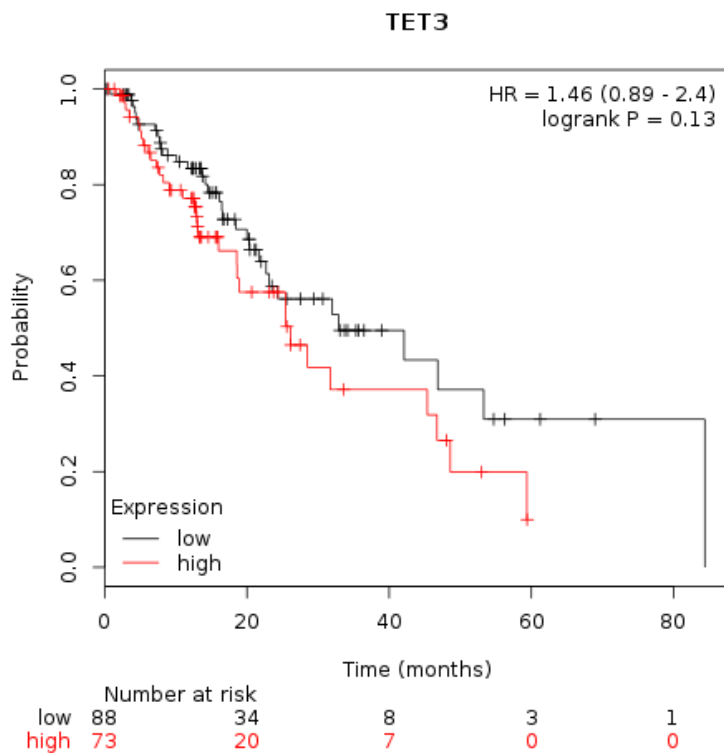 TET3
HR = 1.46 (0.89 - 2.4)
logrank P = 0.13
Probability
1.0
0.8
0.6
0.4
0.2
0.0
Expression
low
high
0 20 40 60 80
Time (months)
Number at risk
low 88 34 8 3 1
high 73 20 7 0 0